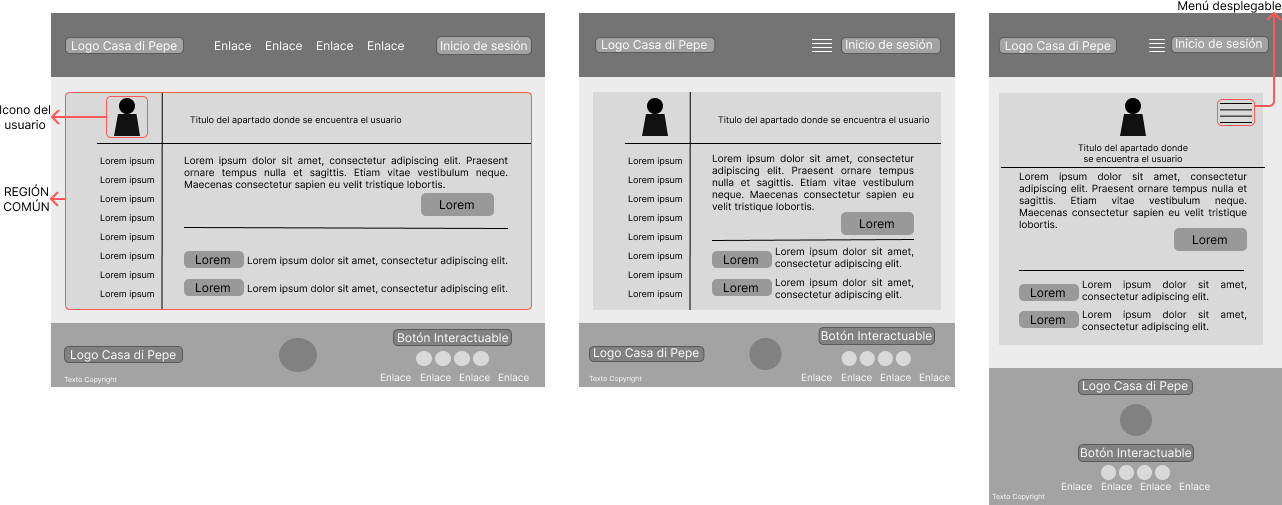 Menú desplegable
Logo Casa di Pepe
Enlace Enlace Enlace Enlace
Inicio de sesión
Icono del
usuario
Titulo del apartado donde se encuentra el usuario
REGIÓN
COMÚN
Lorem ipsum
Lorem ipsum
Lorem ipsum
Lorem ipsum
Lorem ipsum
Lorem ipsum
Lorem ipsum
Lorem ipsum
Lorem ipsum dolor sit amet, consectetur adipiscing elit. Praesent
ornare tempus nulla et sagittis. Etiam vitae vestibulum neque.
Maecenas consectetur sapien eu velit tristique lobortis.
Lorem
Lorem
Lorem ipsum dolor sit amet, consectetur adipiscing elit.
Lorem
Lorem ipsum dolor sit amet, consectetur adipiscing elit.
Logo Casa di Pepe
Texto Copyright
Botón Interactuable
Enlace Enlace Enlace Enlace
Logo Casa di Pepe
Inicio de sesión
Titulo del apartado donde se encuentra el usuario
Lorem ipsum
Lorem ipsum
Lorem ipsum
Lorem ipsum
Lorem ipsum
Lorem ipsum
Lorem ipsum
Lorem ipsum
Lorem ipsum dolor sit amet, consectetur
adipiscing elit. Praesent ornare tempus
nulla et sagittis. Etiam vitae vestibulum
neque. Maecenas consectetur sapien eu
velit tristique lobortis.
Lorem
Lorem
Lorem ipsum dolor sit amet,
consectetur adipiscing elit.
Lorem
Lorem ipsum dolor sit amet,
consectetur adipiscing elit.
Logo Casa di Pepe
Texto Copyright
Botón Interactuable
Enlace Enlace Enlace Enlace
Logo Casa di Pepe
Inicio de sesión
Titulo del apartado donde
se encuentra el usuario
Lorem ipsum dolor sit amet, consectetur
adipiscing elit. Praesent ornare tempus nulla et
sagittis. Etiam vitae vestibulum neque.
Maecenas consectetur sapien eu velit tristique
lobortis.
Lorem
Lorem
Lorem ipsum dolor sit amet,
consectetur adipiscing elit.
Lorem
Lorem ipsum dolor sit amet,
consectetur adipiscing elit.
Logo Casa di Pepe
Botón Interactuable
Enlace Enlace Enlace Enlace
Texto Copyright